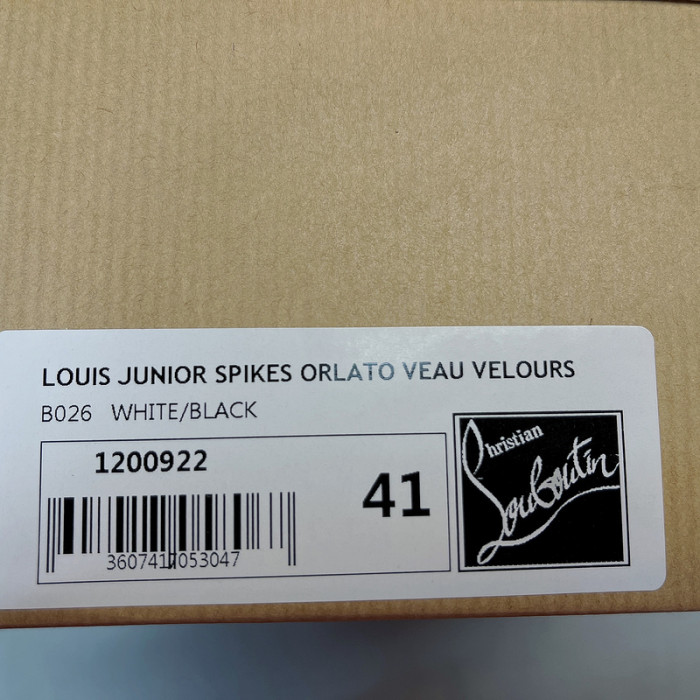 LOUIS JUNIOR SPIKES ORLATO VEAU VELOURS
B026 WHITE/BLACK
1200922
41
3607417053047
Christian
Louboutin